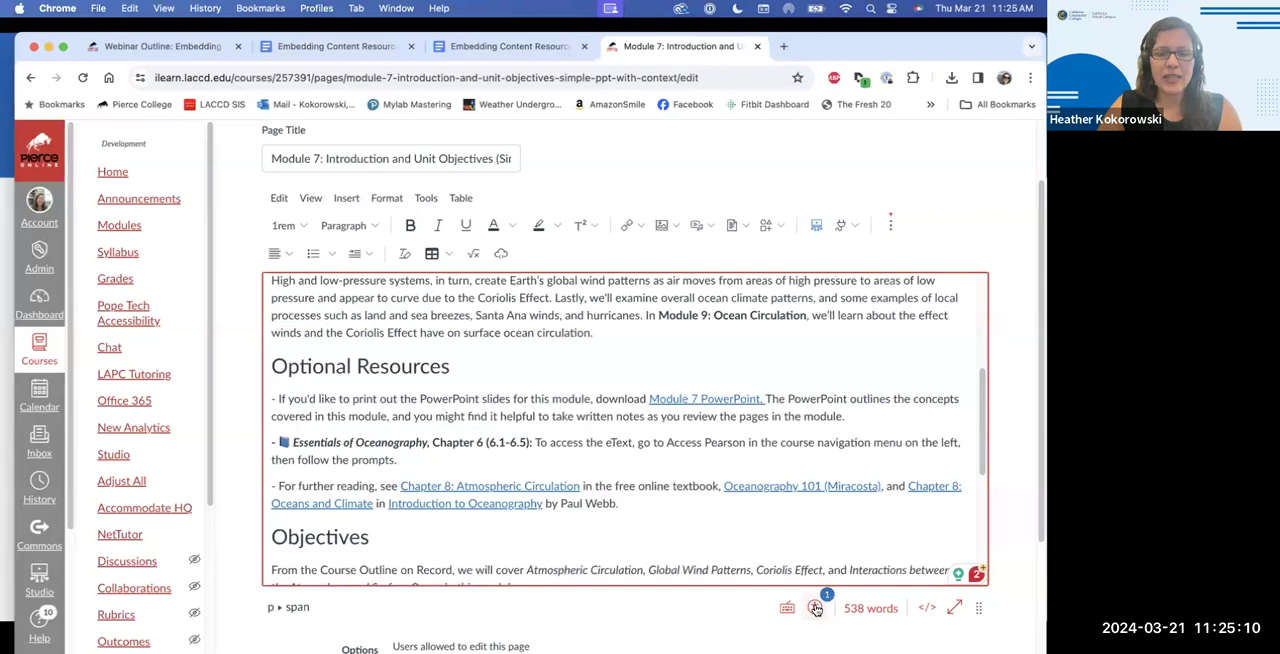 Chrome File Edit View History Bookmarks Profiles Tab Window Help Thu Mar 21 11:25 AM
Webinar Outline: Embedding
Embedding Content Resourc
Embedding Content Resourc
Module 7: Introduction and U
ilearn.laccd.edu/courses/257391/pages/module-7-introduction-and-unit-objectives-simple-ppt-with-context/edit
Bookmarks Pierce College LACCD SIS Mail - Kokorowski,... Mylab Mastering Weather Undergro... AmazonSmile Facebook Fitbit Dashboard The Fresh 20 » All Bookmarks
Heather Kokorowski
PIERCE
ONLINE
Account
Admin
Dashboard
Courses
Calendar
Inbox
History
Commons
Studio
10
Help
Development
Home
Announcements
Modules
Syllabus
Grades
Pope Tech
Accessibility
Chat
LAPC Tutoring
Office 365
New Analytics
Studio
Adjust All
Accommodate HQ
NetTutor
Discussions
Collaborations
Rubrics
Outcomes
Page Title
Module 7: Introduction and Unit Objectives (Sir
Edit View Insert Format Tools Table
1rem Paragraph B I U A T²
High and low-pressure systems, in turn, create Earth's global wind patterns as air moves from areas of high pressure to areas of low
pressure and appear to curve due to the Coriolis Effect. Lastly, we'll examine overall ocean climate patterns, and some examples of local
processes such as land and sea breezes, Santa Ana winds, and hurricanes. In Module 9: Ocean Circulation, we'll learn about the effect
winds and the Coriolis Effect have on surface ocean circulation.
Optional Resources
- If you'd like to print out the PowerPoint slides for this module, download Module 7 PowerPoint. The PowerPoint outlines the concepts
covered in this module, and you might find it helpful to take written notes as you review the pages in the module.
- 📘 Essentials of Oceanography, Chapter 6 (6.1-6.5): To access the eText, go to Access Pearson in the course navigation menu on the left,
then follow the prompts.
- For further reading, see Chapter 8: Atmospheric Circulation in the free online textbook, Oceanography 101 (Miracosta), and Chapter 8:
Oceans and Climate in Introduction to Oceanography by Paul Webb.
Objectives
From the Course Outline on Record, we will cover Atmospheric Circulation, Global Wind Patterns, Coriolis Effect, and Interactions between
2
p ▸ span
1
538 words
</>
Options Users allowed to edit this page
2024-03-21 11:25:10